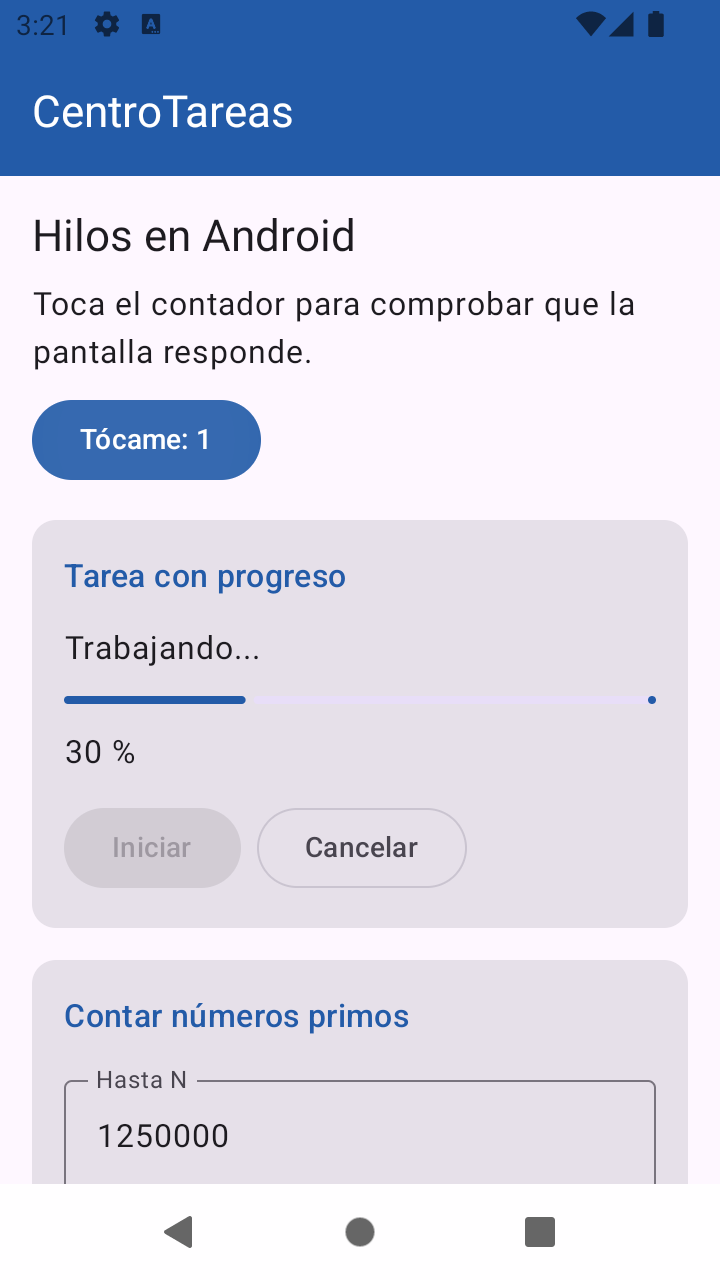 3:21
CentroTareas
Hilos en Android
Toca el contador para comprobar que la
pantalla responde.
Tócame: 1
Tarea con progreso
Trabajando...
30 %
Iniciar
Cancelar
Contar números primos
Hasta N
1250000